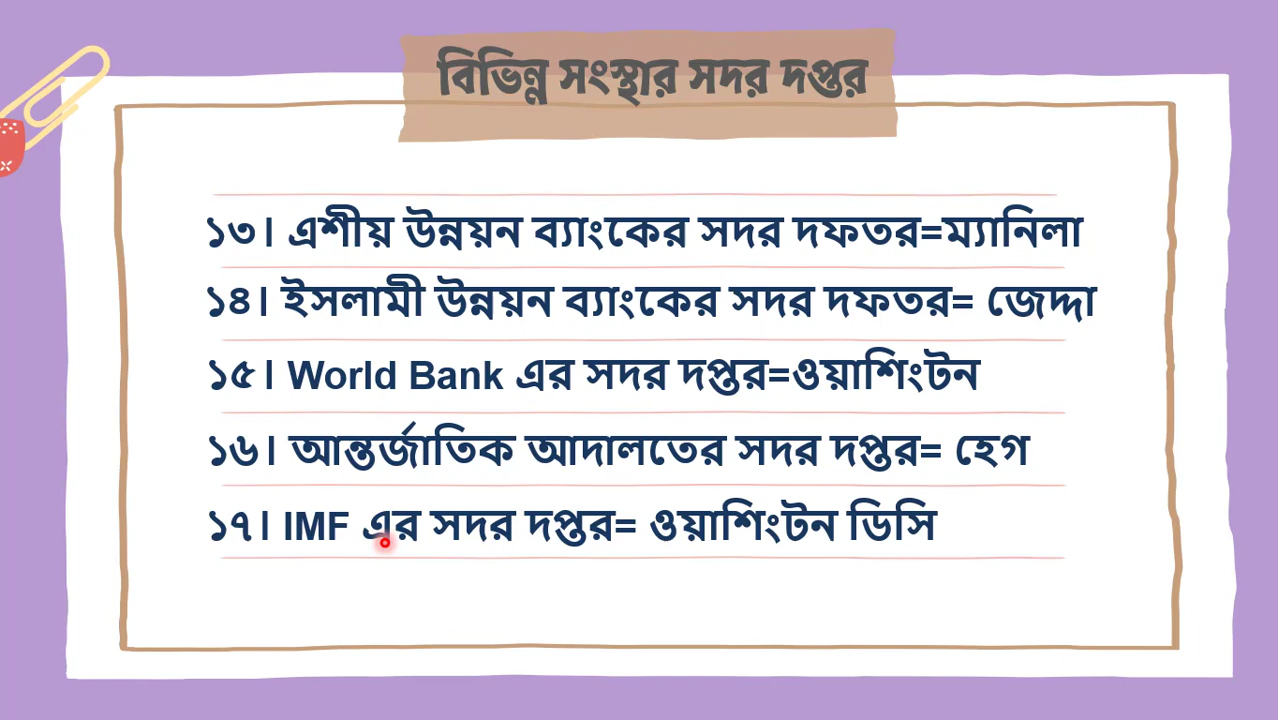 বিভিন্ন সংস্থার সদর দপ্তর
১৩। এশীয় উন্নয়ন ব্যাংকের সদর দফতর=ম্যানিলা
১৪। ইসলামী উন্নয়ন ব্যাংকের সদর দফতর= জেদ্দা
১৫। World Bank এর সদর দপ্তর=ওয়াশিংটন
১৬। আন্তর্জাতিক আদালতের সদর দপ্তর= হেগ
১৭। IMF এর সদর দপ্তর= ওয়াশিংটন ডিসি